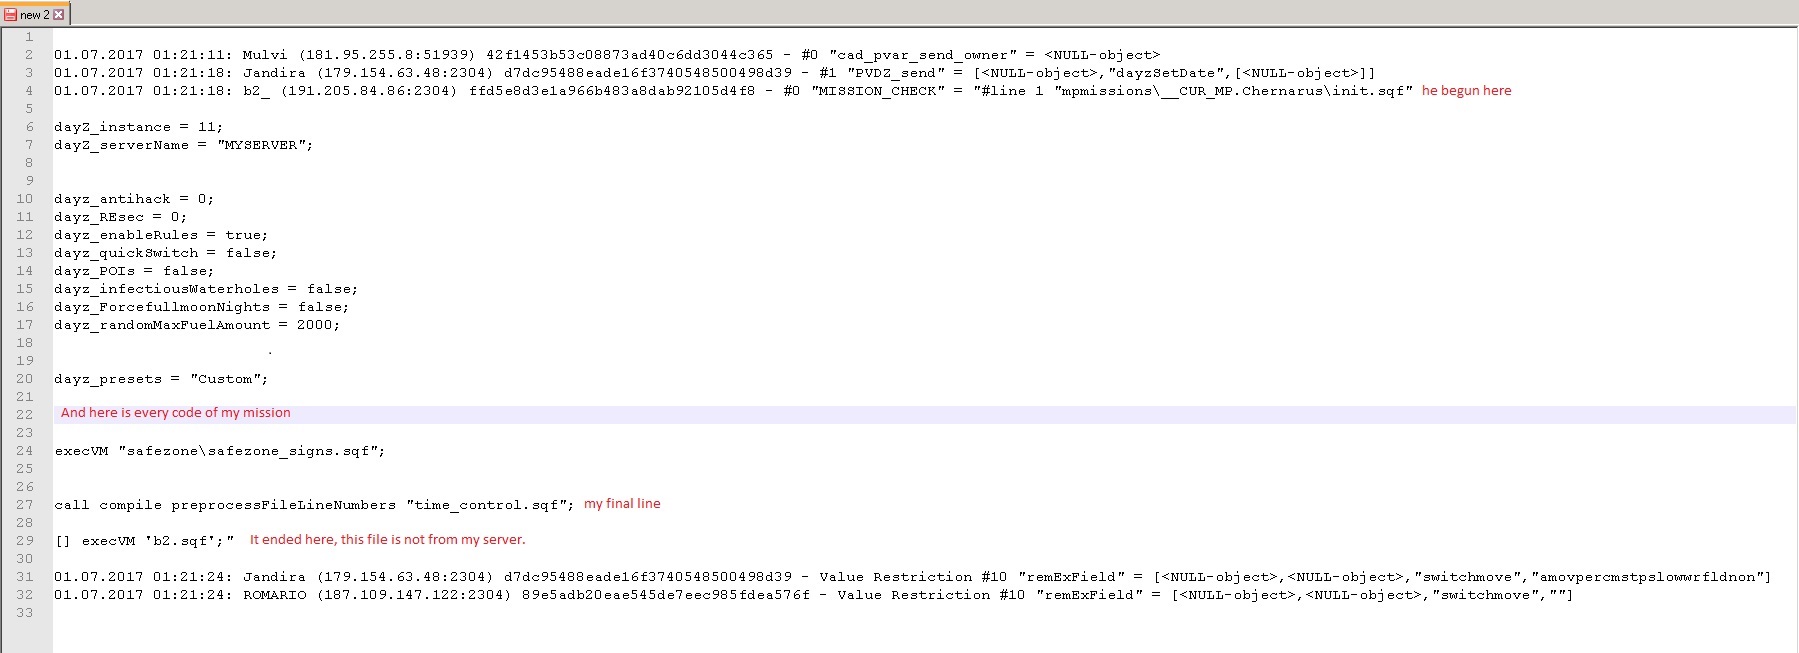 new 2
1
2 01.07.2017 01:21:11: Mulvi (181.95.255.8:51939) 42f1453b53c08873ad40c6dd3044c365 - #0 "cad_pvar_send_owner" = <NULL-object>
3 01.07.2017 01:21:18: Jandira (179.154.63.48:2304) d7dc95488eade16f3740548500498d39 - #1 "PVDZ_send" = [<NULL-object>,"dayzSetDate",[<NULL-object>]]
4 01.07.2017 01:21:18: b2_ (191.205.84.86:2304) ffd5e8d3e1a966b483a8dab92105d4f8 - #0 "MISSION_CHECK" = "#line 1 "mpmissions\__CUR_MP.Chernarus\init.sqf" he begun here
5
6 dayZ_instance = 11;
7 dayZ_serverName = "MYSERVER";
8
9
10 dayz_antihack = 0;
11 dayz_REsec = 0;
12 dayz_enableRules = true;
13 dayz_quickSwitch = false;
14 dayz_POIs = false;
15 dayz_infectiousWaterholes = false;
16 dayz_ForcefullmoonNights = false;
17 dayz_randomMaxFuelAmount = 2000;
18
.
19
20 dayz_presets = "Custom";
21
22 And here is every code of my mission
23
24 execVM "safezone\safezone_signs.sqf";
25
26
27 call compile preprocessFileLineNumbers "time_control.sqf"; my final line
28
29 [] execVM 'b2.sqf';" It ended here, this file is not from my server.
30
31 01.07.2017 01:21:24: Jandira (179.154.63.48:2304) d7dc95488eade16f3740548500498d39 - Value Restriction #10 "remExField" = [<NULL-object>,<NULL-object>,"switchmove","amovpercmstpslowwrfldnon"]
32 01.07.2017 01:21:24: ROMARIO (187.109.147.122:2304) 89e5adb20eae545de7eec985fdea576f - Value Restriction #10 "remExField" = [<NULL-object>,<NULL-object>,"switchmove",""]
33